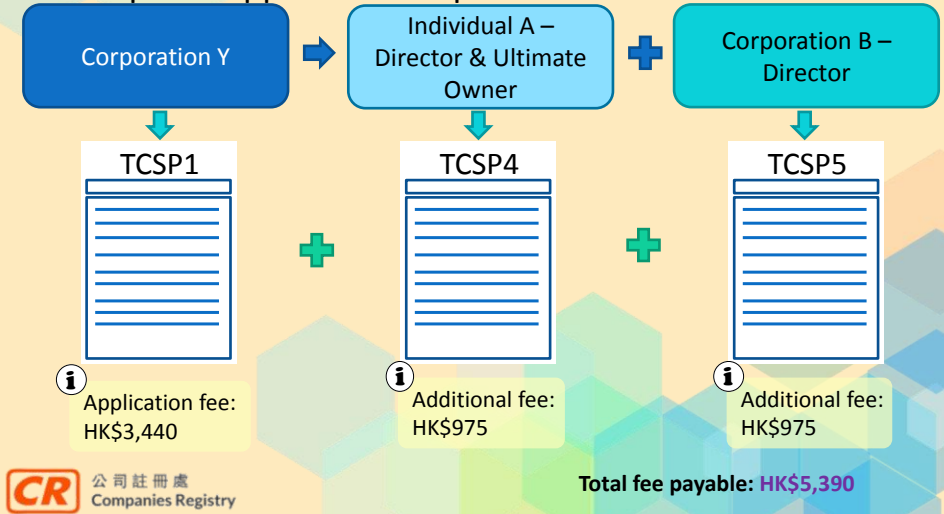 Corporation Y
Individual A –
Director & Ultimate
Owner
Corporation B –
Director
TCSP1
TCSP4
TCSP5
i
Application fee:
HK$3,440
i
Additional fee:
HK$975
i
Additional fee:
HK$975
CR
公司註冊處
Companies Registry
Total fee payable: HK$5,390